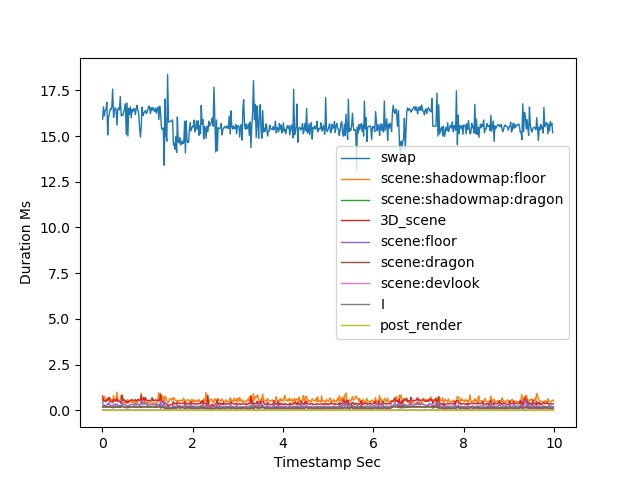 17.5
15.0
12.5
10.0
7.5
5.0
2.5
0.0
Duration Ms
swap
scene:shadowmap:floor
scene:shadowmap:dragon
3D_scene
scene:floor
scene:dragon
scene:devlook
I
post_render
0 2 4 6 8 10
Timestamp Sec